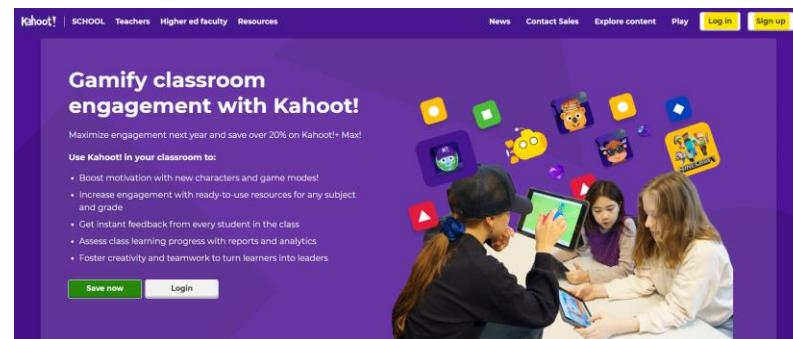 Kahoot! SCHOOL Teachers Higher ed faculty Resources News Contact Sales Explore content Play Log in Sign up
Gamify classroom
engagement with Kahoot!
Maximize engagement next year and save over 20% on Kahoot!+ Max!
Use Kahoot! in your classroom to:
• Boost motivation with new characters and game modes!
• Increase engagement with ready-to-use resources for any subject
and grade
• Get instant feedback from every student in the class
• Assess class learning progress with reports and analytics
• Foster creativity and teamwork to turn learners into leaders
Save now Login
MINECRAFT